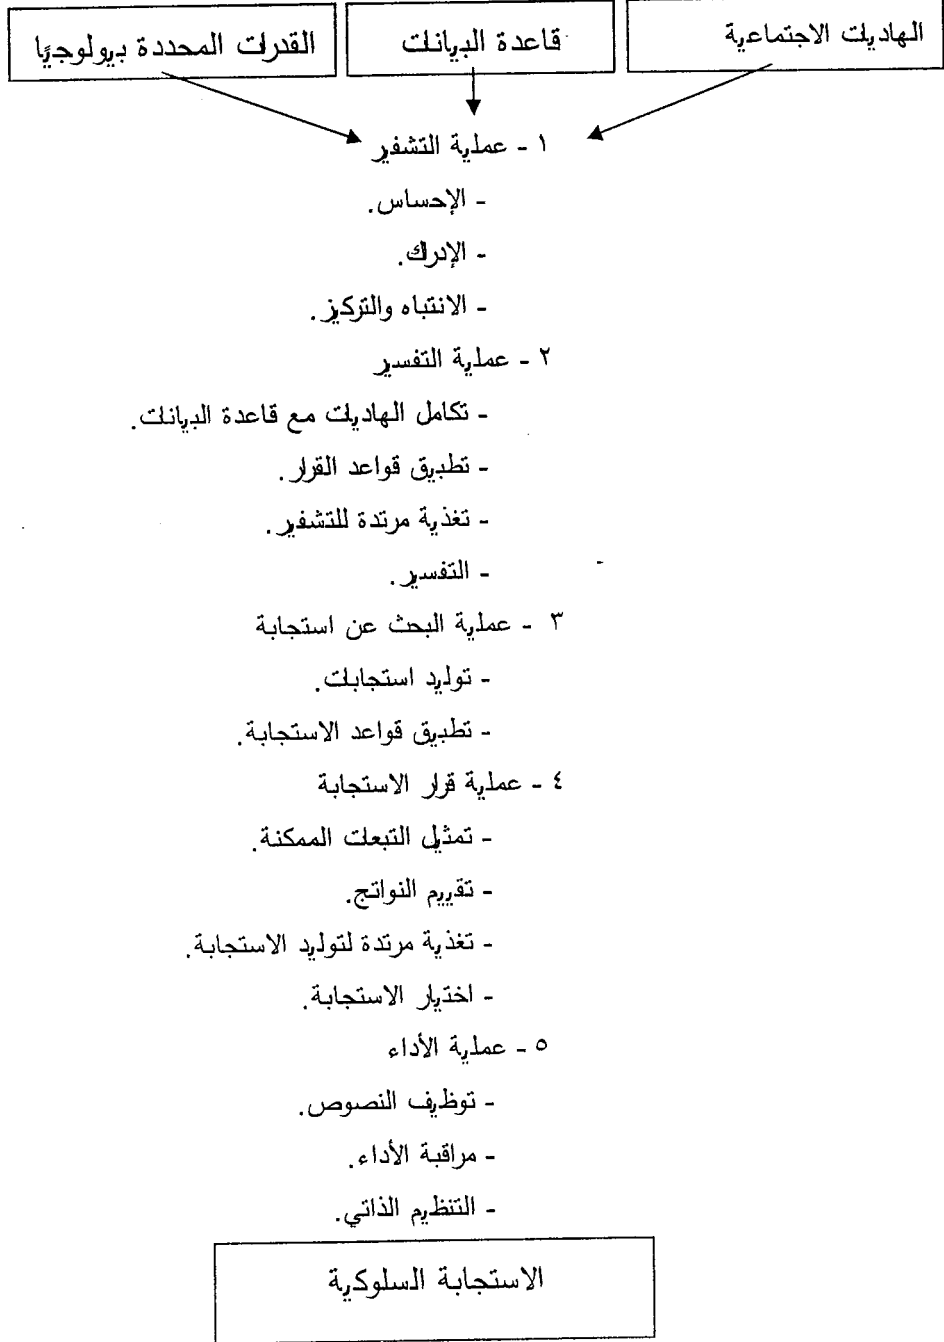 الهاديات الاجتماعية
قاعدة البيانات
القدرات المحددة بيولوجيًا
١ - عملية التشفير
- الإحساس.
- الإدراك.
- الانتباه والتركيز.
٢ - عملية التفسير
- تكامل الهاديات مع قاعدة البيانات.
- تطبيق قواعد القرار.
- تغذية مرتدة للتشفير.
- التفسير.
٣ - عملية البحث عن استجابة
- توليد استجابات.
- تطبيق قواعد الاستجابة.
٤ - عملية قرار الاستجابة
- تمثيل التبعات الممكنة.
- تقييم النواتج.
- تغذية مرتدة لتوليد الاستجابة.
- اختيار الاستجابة.
٥ - عملية الأداء
- توظيف النصوص.
- مراقبة الأداء.
- التنظيم الذاتي.
الاستجابة السلوكية